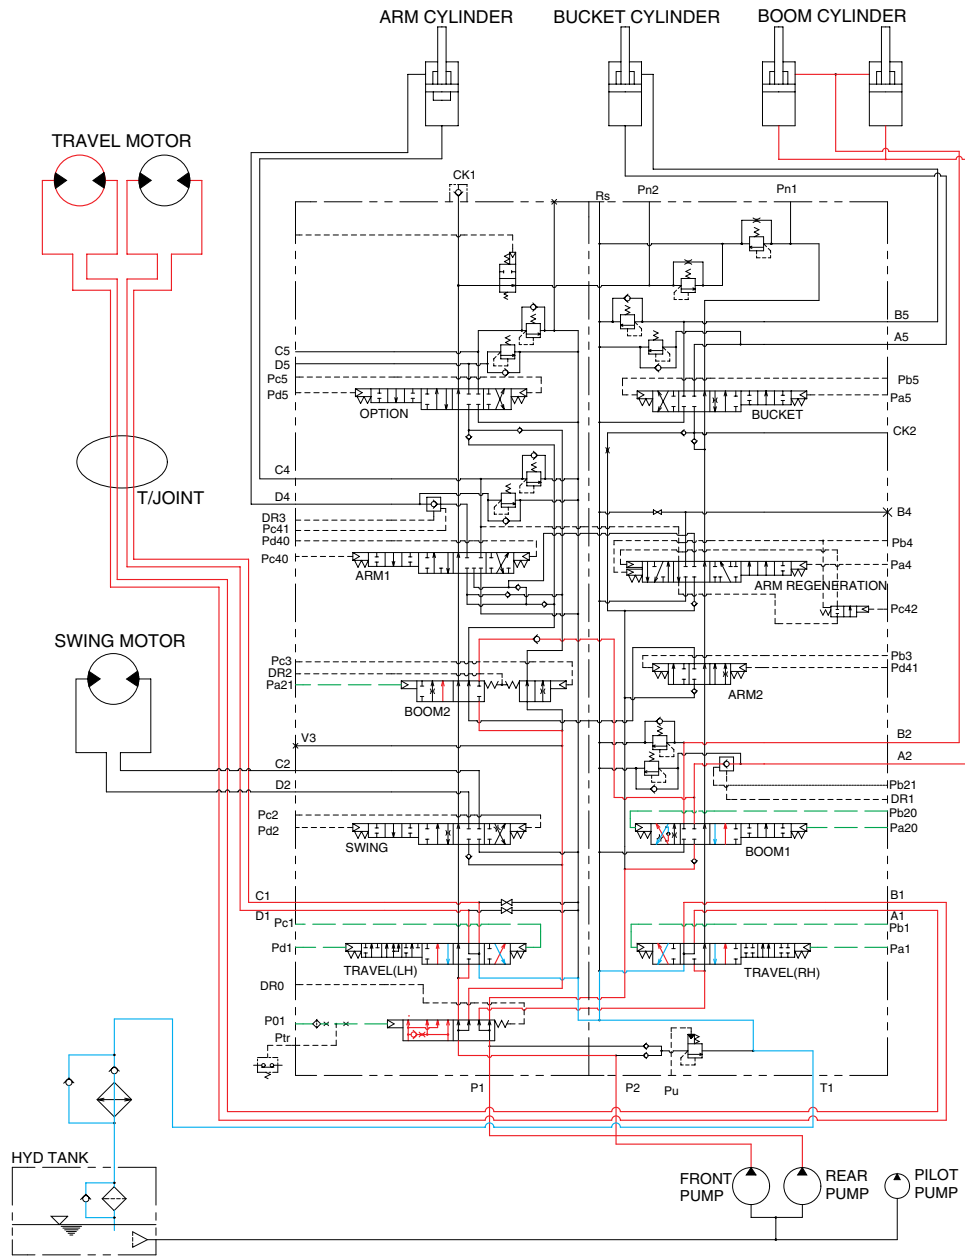 ARM CYLINDER
BUCKET CYLINDER
BOOM CYLINDER
TRAVEL MOTOR
CK1
Rs
Pn2
Pn1
B5
C5
A5
D5
Pc5
Pb5
Pd5
Pa5
OPTION
BUCKET
CK2
C4
T/JOINT
D4
B4
DR3
Pc41
Pd40
Pb4
Pc40
Pa4
ARM1
ARM REGENERATION
Pc42
SWING MOTOR
Pc3
Pb3
DR2
Pd41
Pa21
ARM2
BOOM2
V3
B2
C2
A2
D2
Pb21
DR1
Pc2
Pb20
Pd2
Pa20
SWING
BOOM1
C1
B1
D1
A1
Pc1
Pb1
Pd1
Pa1
TRAVEL(LH)
TRAVEL(RH)
DR0
P01
Ptr
P1
P2
Pu
T1
HYD TANK
FRONT
PUMP
REAR
PUMP
PILOT
PUMP